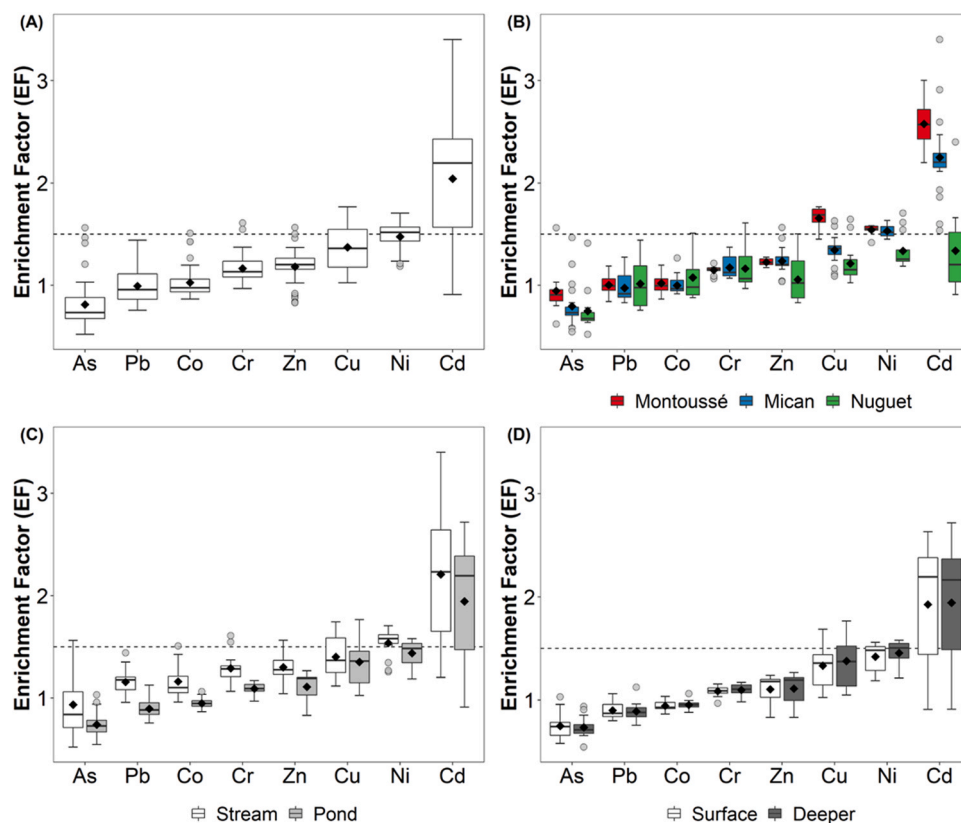 (A)
Enrichment Factor (EF)
3
2
1
As Pb Co Cr Zn Cu Ni Cd
(B)
Enrichment Factor (EF)
3
2
1
As Pb Co Cr Zn Cu Ni Cd
Montoussé Mican Nuguet
(C)
Enrichment Factor (EF)
3
2
1
As Pb Co Cr Zn Cu Ni Cd
Stream Pond
(D)
Enrichment Factor (EF)
3
2
1
As Pb Co Cr Zn Cu Ni Cd
Surface Deeper